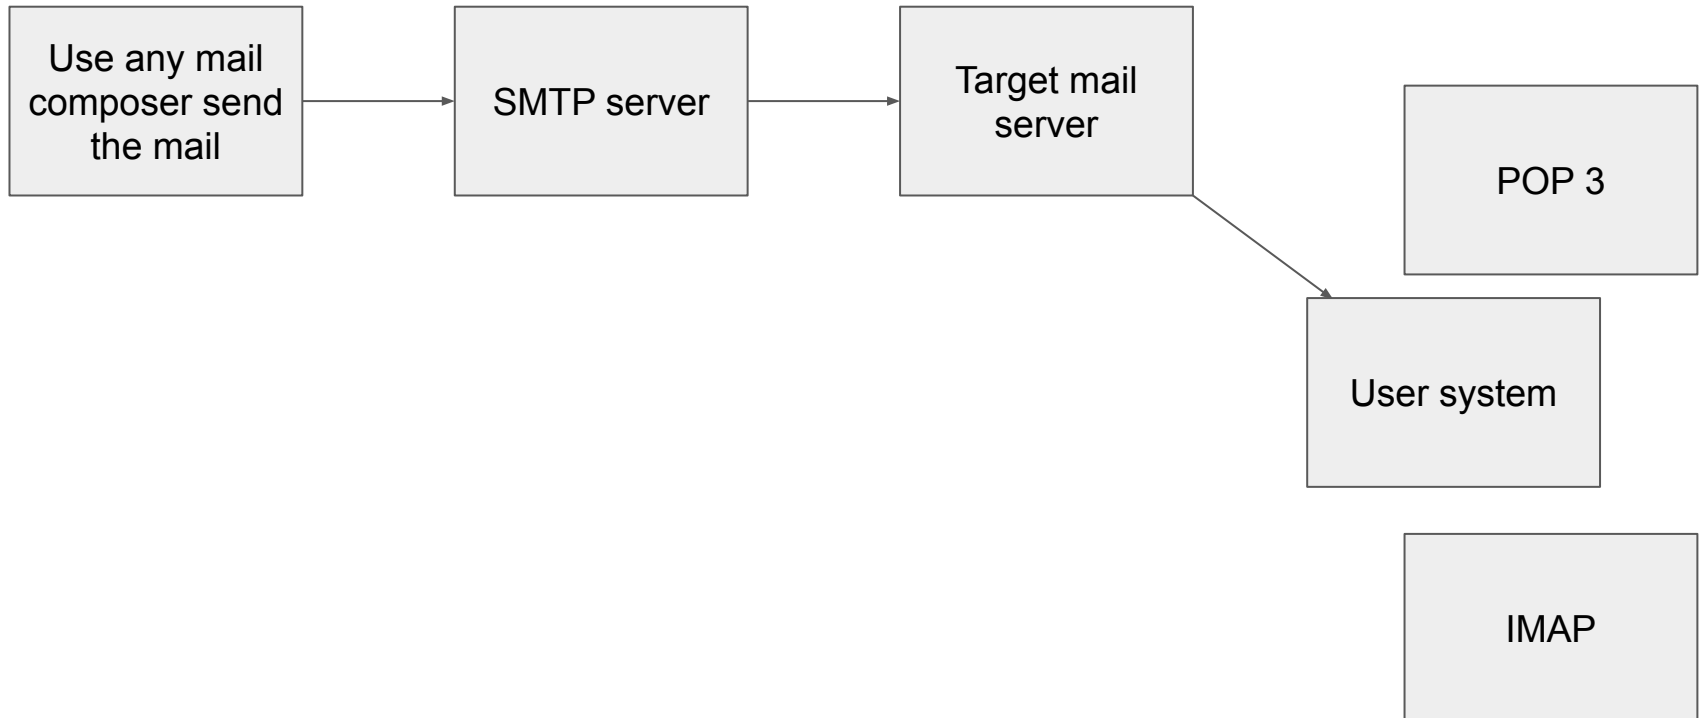 Use any mail
composer send
the mail
SMTP server
Target mail
server
POP 3
User system
IMAP